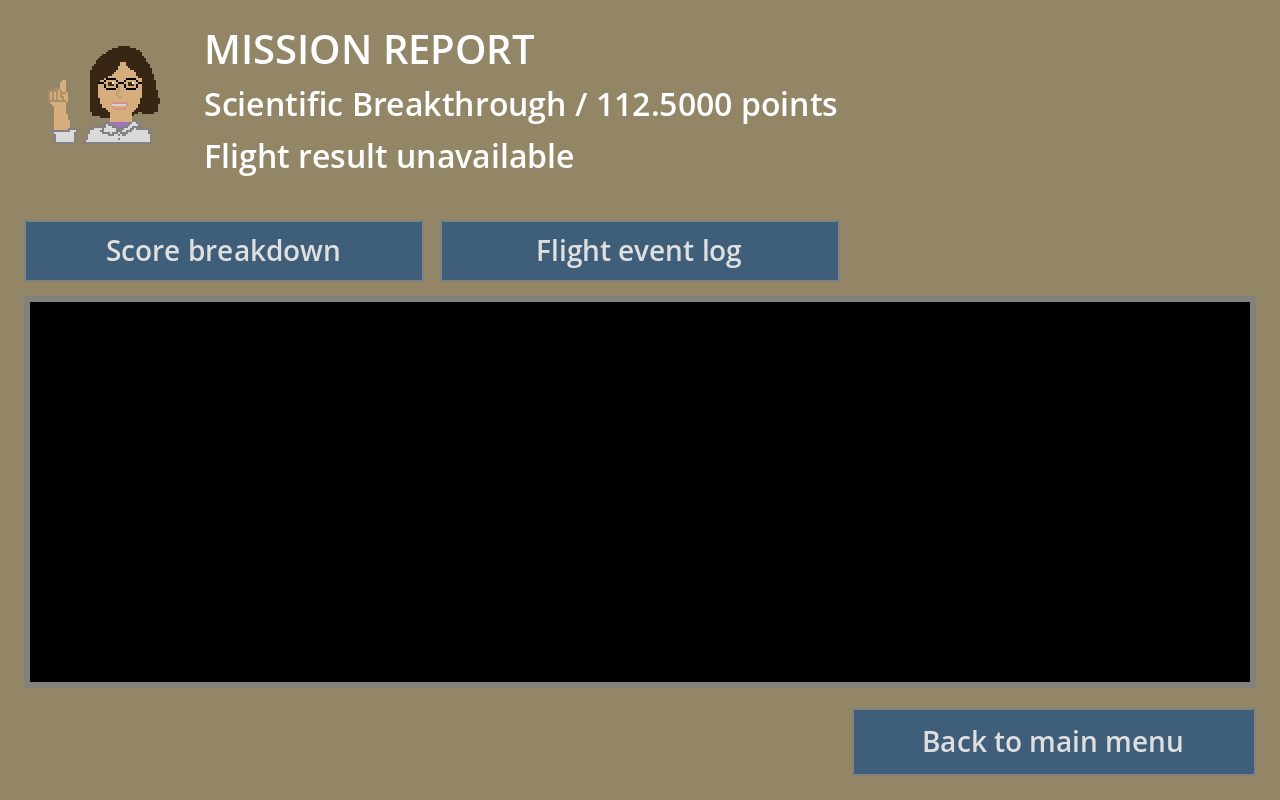 MISSION REPORT
Scientific Breakthrough / 112.5000 points
Flight result unavailable
Score breakdown
Flight event log
Back to main menu